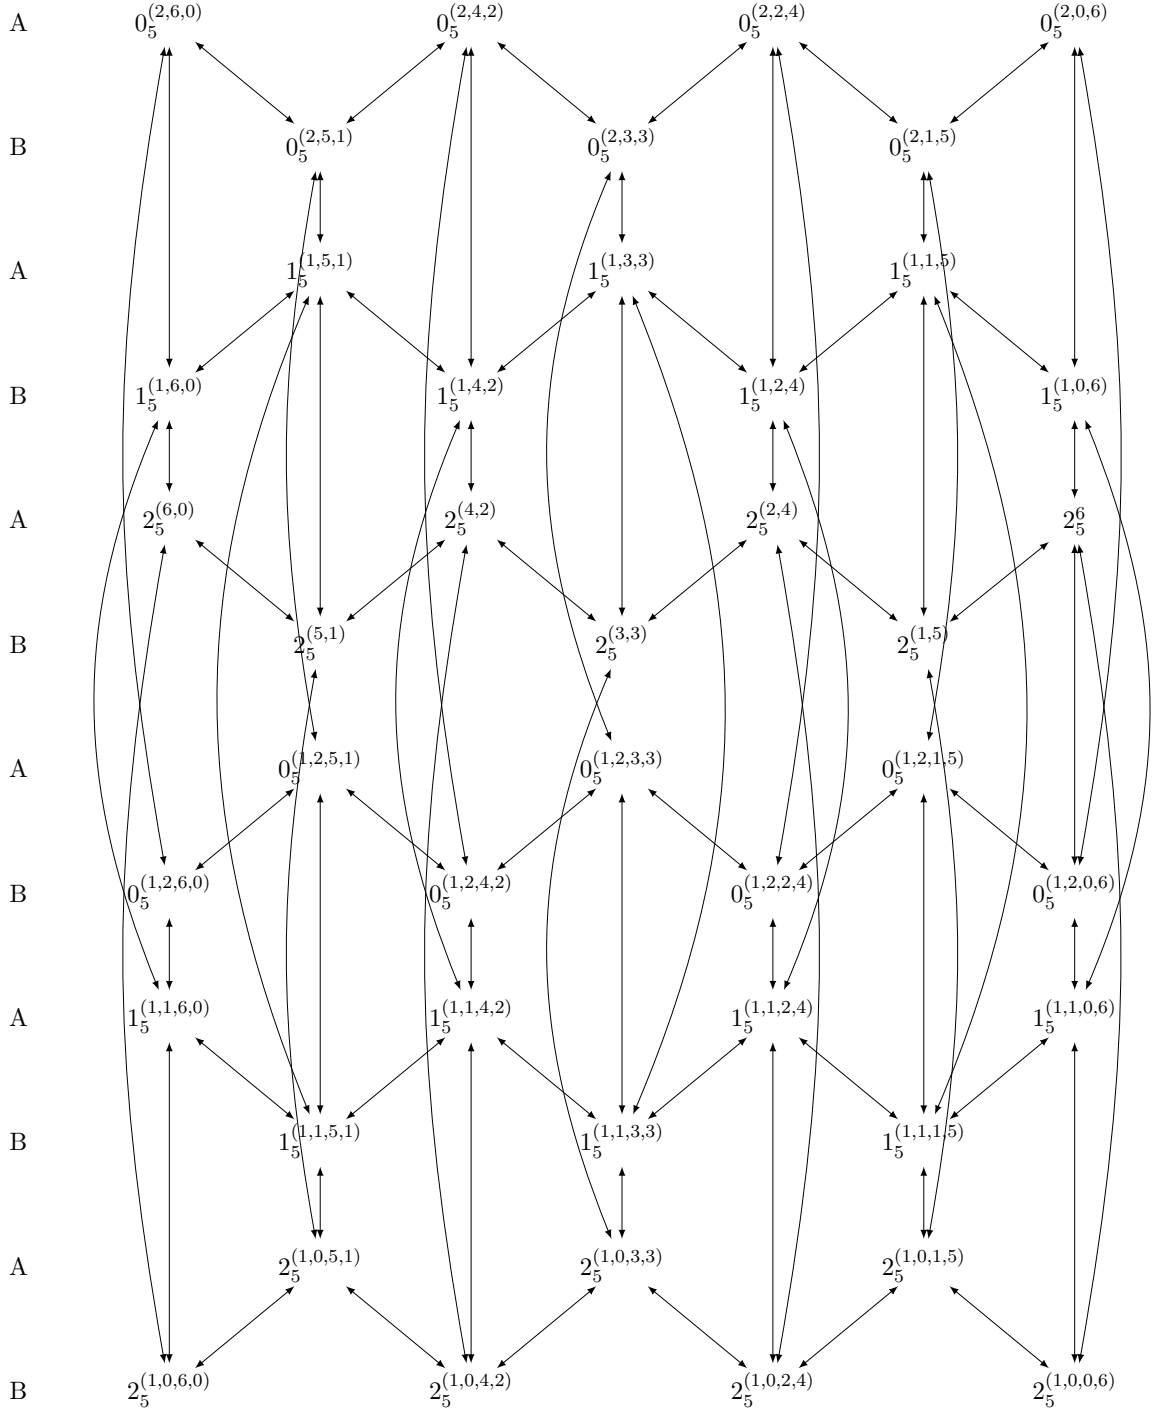 A 0_5^{(2,6,0)} 0_5^{(2,4,2)} 0_5^{(2,2,4)} 0_5^{(2,0,6)}
B 0_5^{(2,5,1)} 0_5^{(2,3,3)} 0_5^{(2,1,5)}
A 1_5^{(1,5,1)} 1_5^{(1,3,3)} 1_5^{(1,1,5)}
B 1_5^{(1,6,0)} 1_5^{(1,4,2)} 1_5^{(1,2,4)} 1_5^{(1,0,6)}
A 2_5^{(6,0)} 2_5^{(4,2)} 2_5^{(2,4)} 2_5^{6}
B 2_5^{(5,1)} 2_5^{(3,3)} 2_5^{(1,5)}
A 0_5^{(1,2,5,1)} 0_5^{(1,2,3,3)} 0_5^{(1,2,1,5)}
B 0_5^{(1,2,6,0)} 0_5^{(1,2,4,2)} 0_5^{(1,2,2,4)} 0_5^{(1,2,0,6)}
A 1_5^{(1,1,6,0)} 1_5^{(1,1,4,2)} 1_5^{(1,1,2,4)} 1_5^{(1,1,0,6)}
B 1_5^{(1,1,5,1)} 1_5^{(1,1,3,3)} 1_5^{(1,1,1,5)}
A 2_5^{(1,0,5,1)} 2_5^{(1,0,3,3)} 2_5^{(1,0,1,5)}
B 2_5^{(1,0,6,0)} 2_5^{(1,0,4,2)} 2_5^{(1,0,2,4)} 2_5^{(1,0,0,6)}